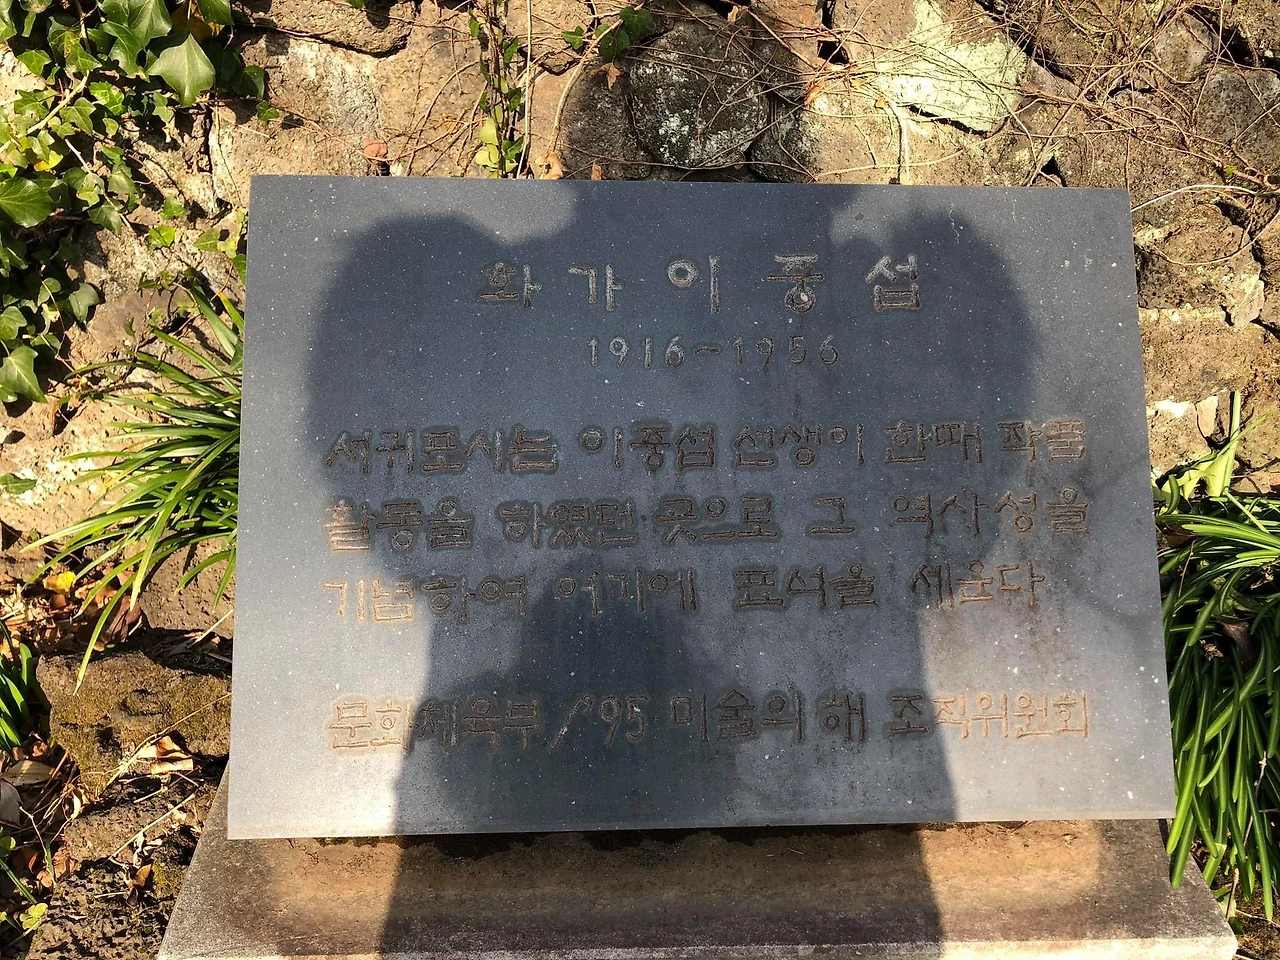 화가 이중섭
1916~1956
서귀포시는 이중섭 선생이 한때 작품
활동을 하였던 곳으로 그 역사성을
기념하여 여기에 표석을 세운다
문화체육부/'95 미술의 해 조직위원회